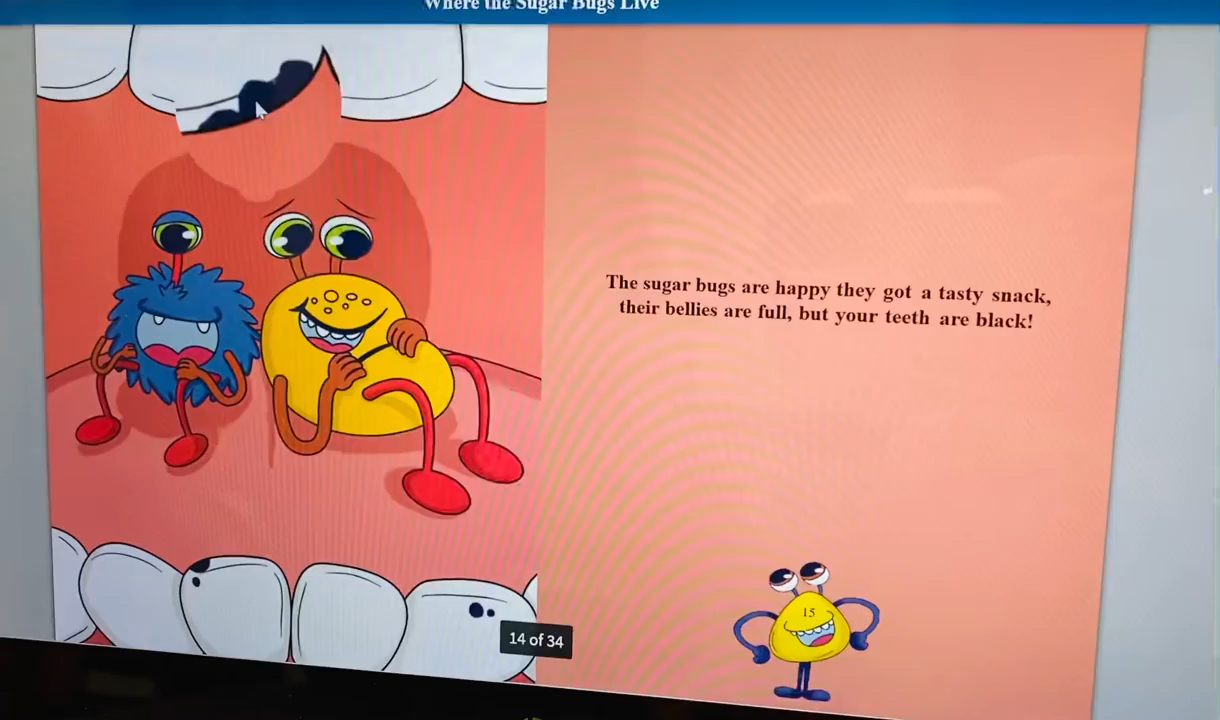 Where the Sugar Bugs Live
The sugar bugs are happy they got a tasty snack,
their bellies are full, but your teeth are black!
15
14 of 34